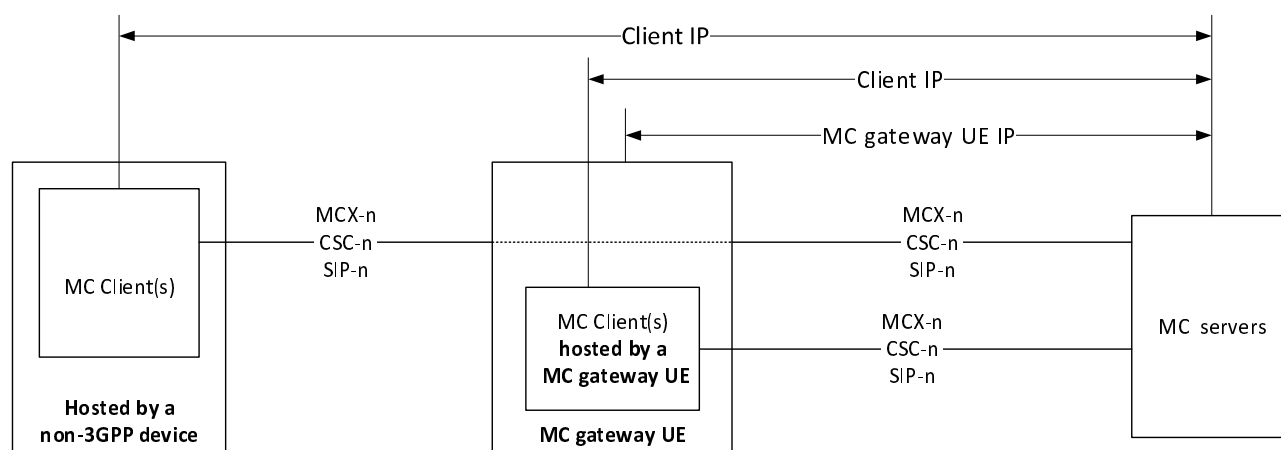 Client IP
Client IP
MC gateway UE IP
MCX-n
CSC-n
SIP-n
MCX-n
CSC-n
SIP-n
MC Client(s)
MC Client(s)
hosted by a
MC gateway UE
MCX-n
CSC-n
SIP-n
MC servers
Hosted by a
non-3GPP device
MC gateway UE